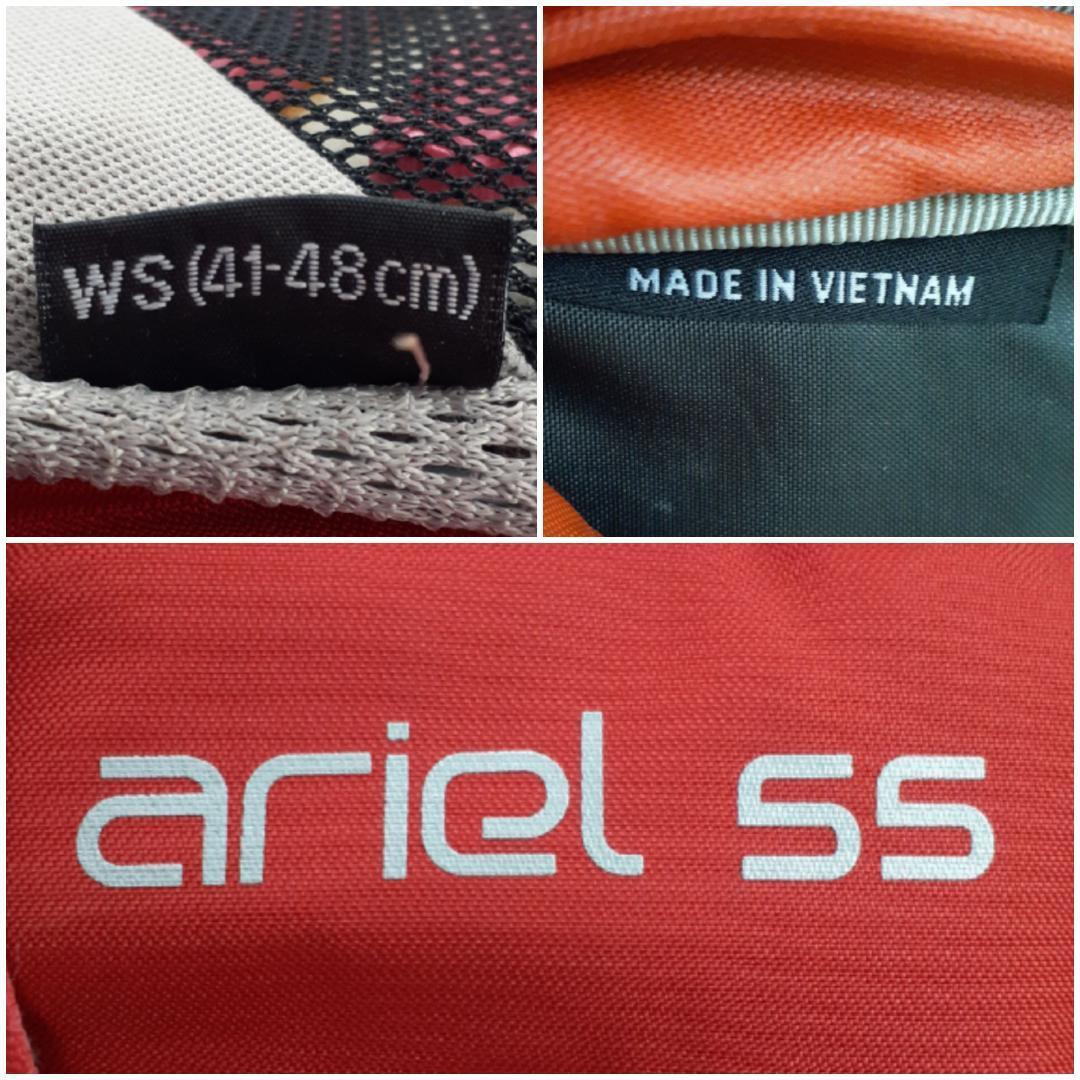 WS (41-48cm)
MADE IN VIETNAM
ariel 55